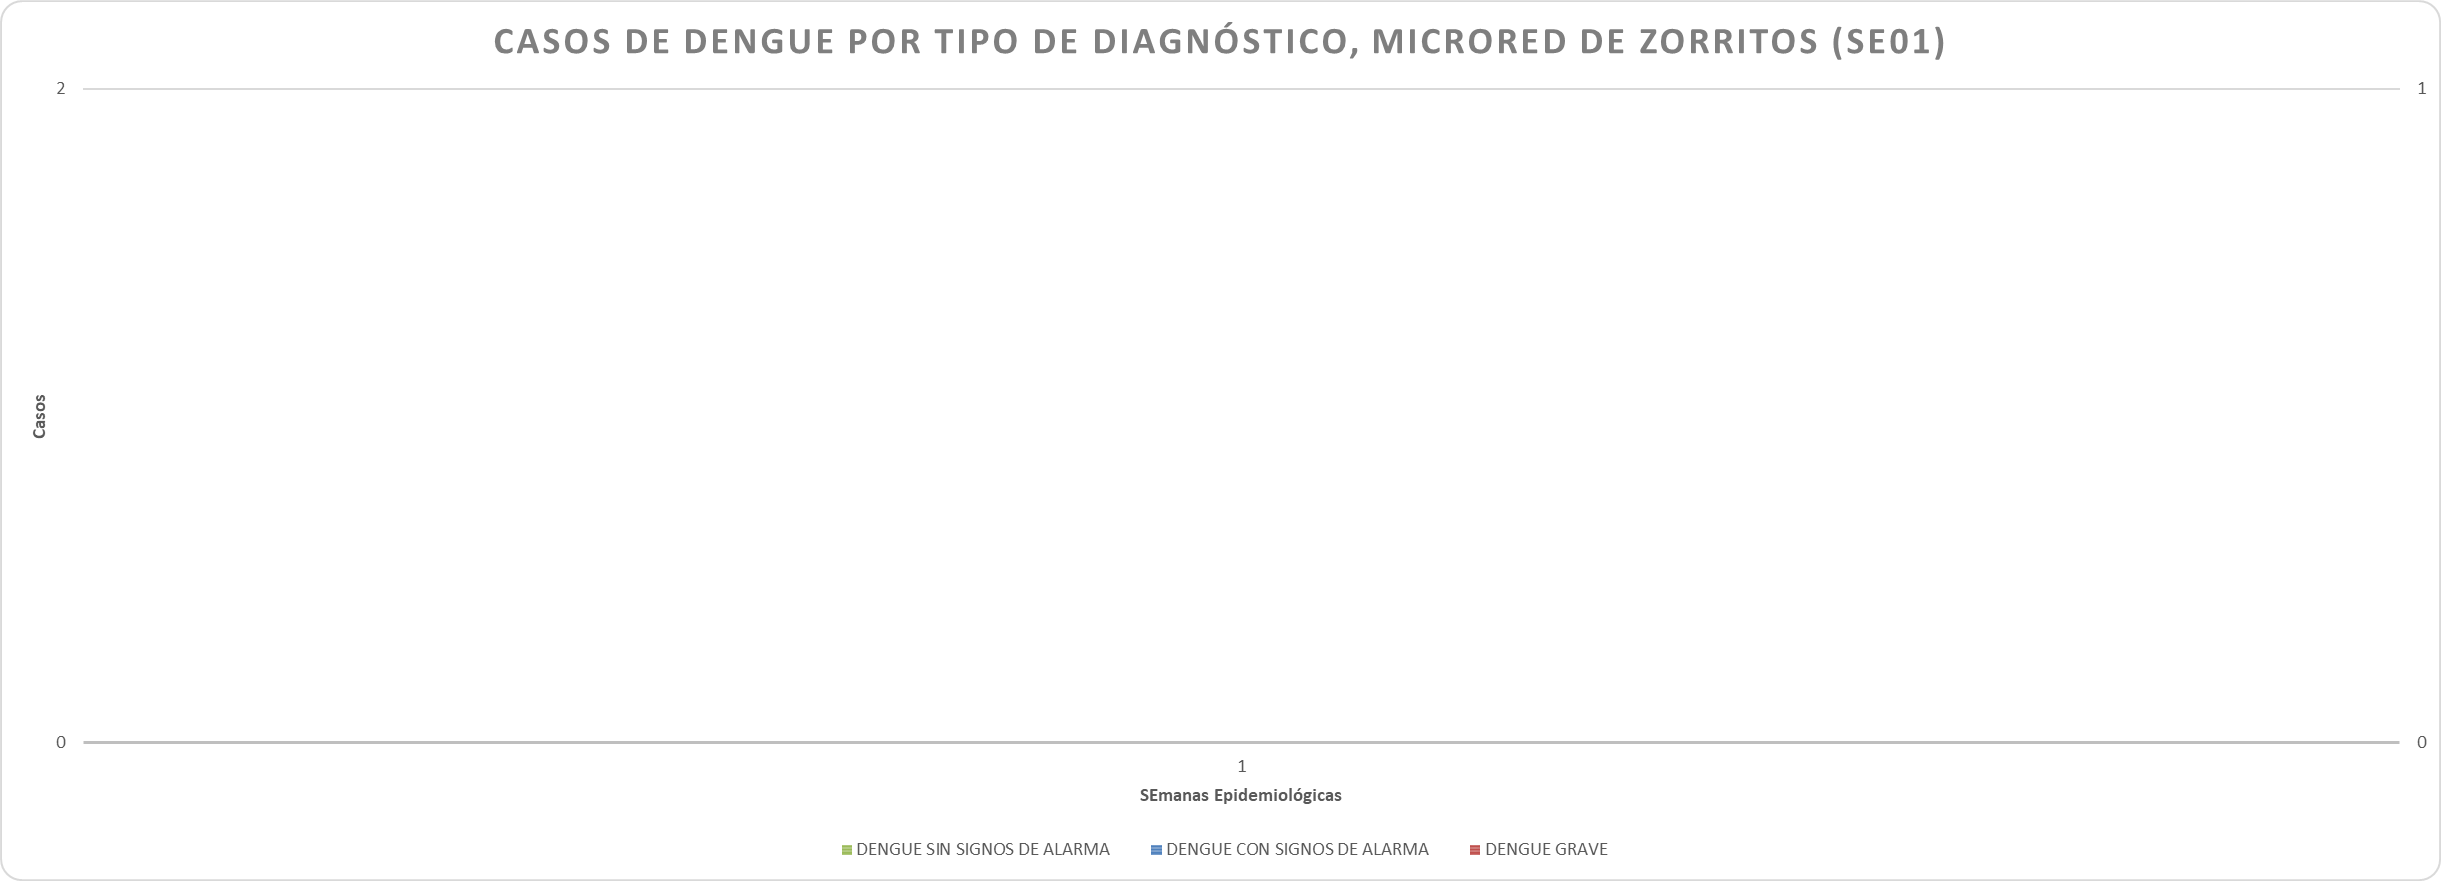 CASOS DE DENGUE POR TIPO DE DIAGNÓSTICO, MICRORED DE ZORRITOS (SE01)
2
1
Casos
0
0
1
SEmanas Epidemiológicas
DENGUE SIN SIGNOS DE ALARMA DENGUE CON SIGNOS DE ALARMA DENGUE GRAVE